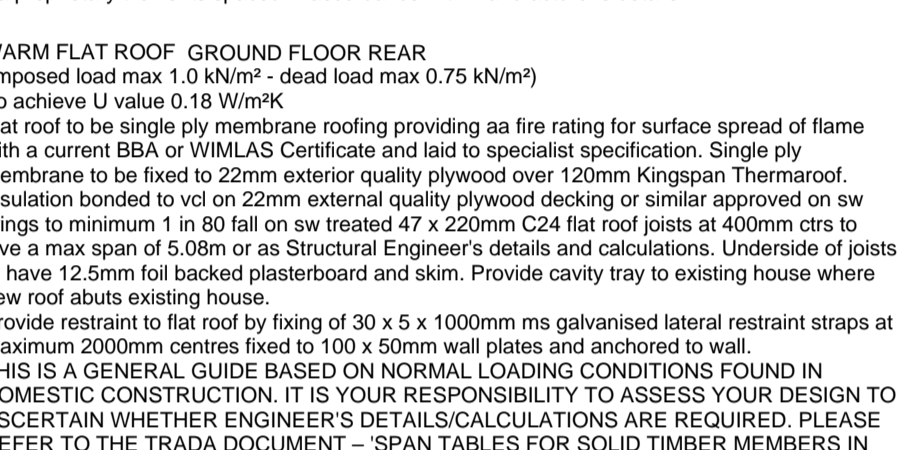 WARM FLAT ROOF GROUND FLOOR REAR
mposed load max 1.0 kN/m² - dead load max 0.75 kN/m²)
o achieve U value 0.18 W/m²K
at roof to be single ply membrane roofing providing aa fire rating for surface spread of flame
ith a current BBA or WIMLAS Certificate and laid to specialist specification. Single ply
embrane to be fixed to 22mm exterior quality plywood over 120mm Kingspan Thermaroof.
sulation bonded to vcl on 22mm external quality plywood decking or similar approved on sw
ings to minimum 1 in 80 fall on sw treated 47 x 220mm C24 flat roof joists at 400mm ctrs to
ve a max span of 5.08m or as Structural Engineer's details and calculations. Underside of joists
have 12.5mm foil backed plasterboard and skim. Provide cavity tray to existing house where
ew roof abuts existing house.
rovide restraint to flat roof by fixing of 30 x 5 x 1000mm ms galvanised lateral restraint straps at
aximum 2000mm centres fixed to 100 x 50mm wall plates and anchored to wall.
HIS IS A GENERAL GUIDE BASED ON NORMAL LOADING CONDITIONS FOUND IN
OMESTIC CONSTRUCTION. IT IS YOUR RESPONSIBILITY TO ASSESS YOUR DESIGN TO
SCERTAIN WHETHER ENGINEER'S DETAILS/CALCULATIONS ARE REQUIRED. PLEASE
EFER TO THE TRADA DOCUMENT – 'SPAN TABLES FOR SOLID TIMBER MEMBERS IN